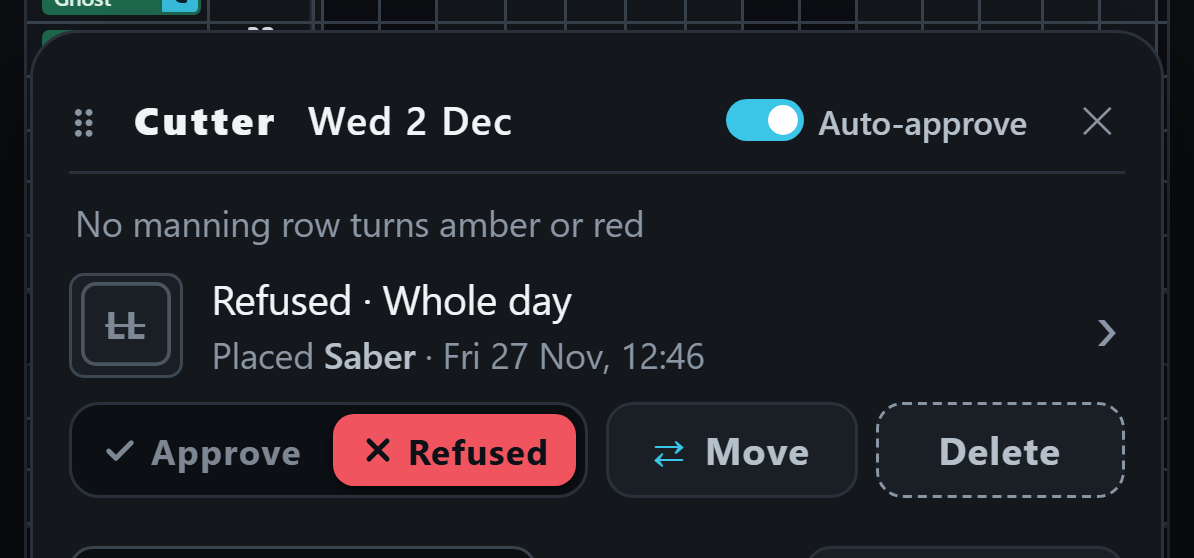 Ghost
Cutter Wed 2 Dec Auto-approve
No manning row turns amber or red
LL Refused · Whole day
Placed Saber · Fri 27 Nov, 12:46
Approve Refused Move Delete